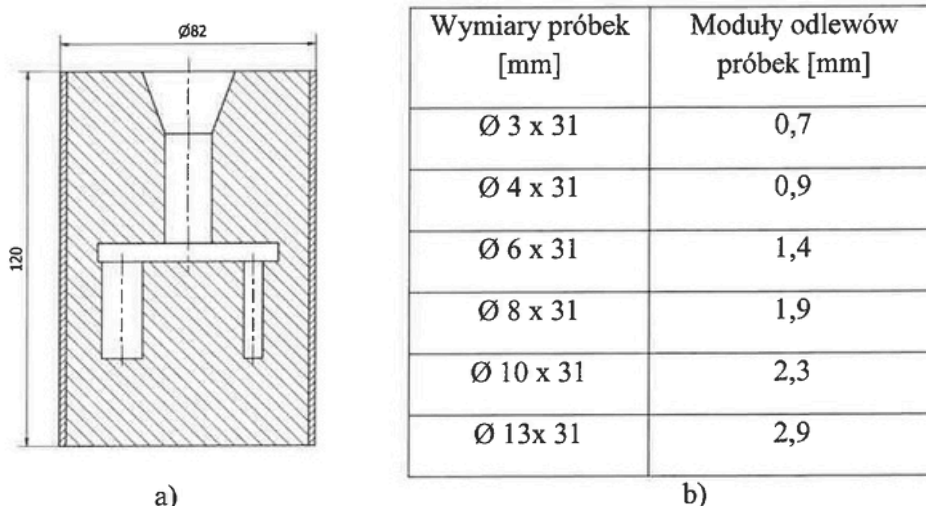 Ø82
120
a)
Wymiary próbek
[mm]
Moduły odlewów
próbek [mm]
Ø 3 x 31
0,7
Ø 4 x 31
0,9
Ø 6 x 31
1,4
Ø 8 x 31
1,9
Ø 10 x 31
2,3
Ø 13x 31
2,9
b)